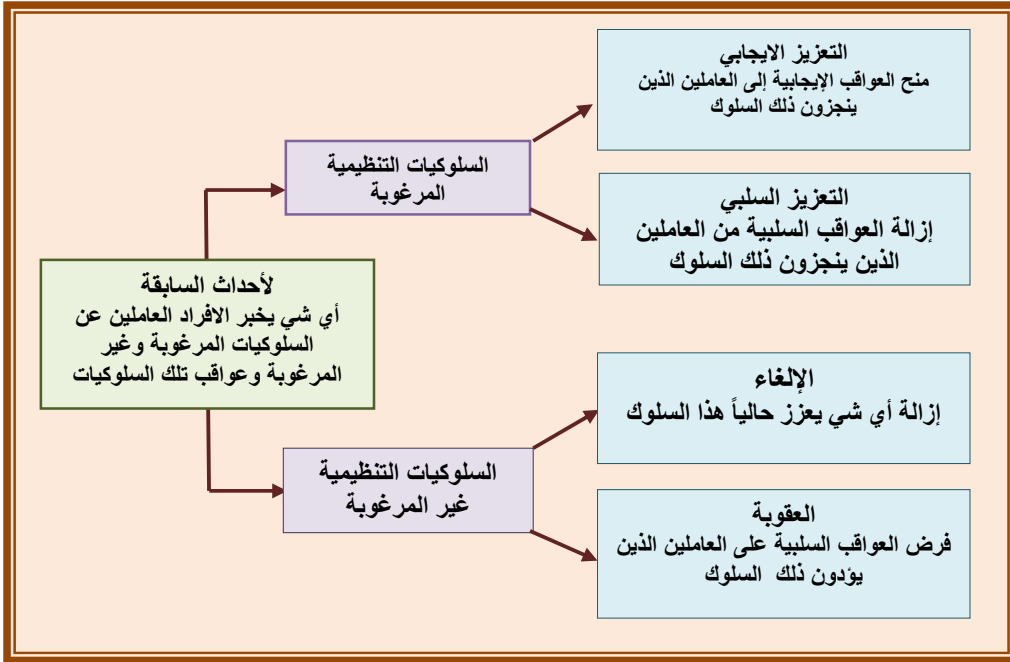 التعزيز الايجابي
منح العواقب الإيجابية إلى العاملين الذين
ينجزون ذلك السلوك
السلوكيات التنظيمية
المرغوبة
التعزيز السلبي
إزالة العواقب السلبية من العاملين
الذين ينجزون ذلك السلوك
لأحداث السابقة
أي شي يخبر الافراد العاملين عن
السلوكيات المرغوبة وغير
المرغوبة وعواقب تلك السلوكيات
الإلغاء
إزالة أي شي يعزز حالياً هذا السلوك
السلوكيات التنظيمية
غير المرغوبة
العقوبة
فرض العواقب السلبية على العاملين الذين
يؤدون ذلك السلوك